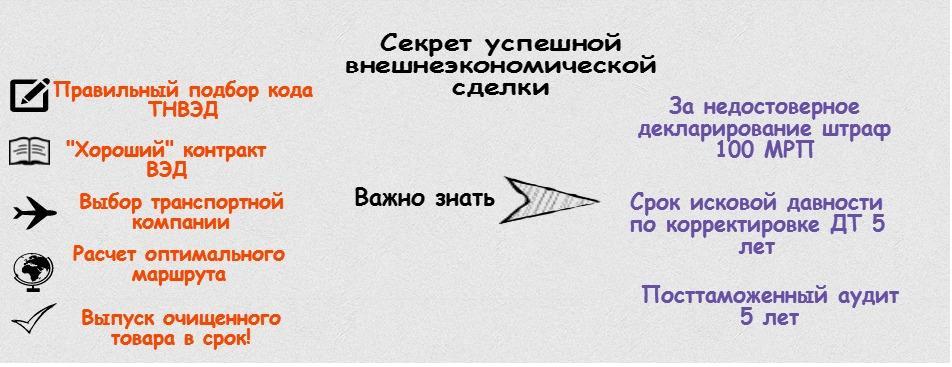 Секрет успешной
внешнеэкономической
сделки
Правильный подбор кода
ТНВЭД
"Хороший" контракт
ВЭД
Выбор транспортной
компании
Расчет оптимального
маршрута
Выпуск очищенного
товара в срок!
Важно знать
За недостоверное
декларирование штраф
100 МРП
Срок исковой давности
по корректировке ДТ 5
лет
Посттаможенный аудит
5 лет